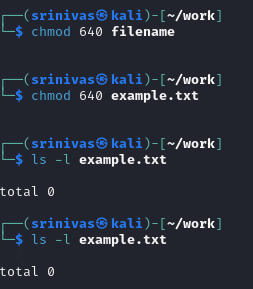 ┌──(srinivas㉿kali)-[~/work]
└─$ chmod 640 filename
┌──(srinivas㉿kali)-[~/work]
└─$ chmod 640 example.txt
┌──(srinivas㉿kali)-[~/work]
└─$ ls -l example.txt
total 0
┌──(srinivas㉿kali)-[~/work]
└─$ ls -l example.txt
total 0